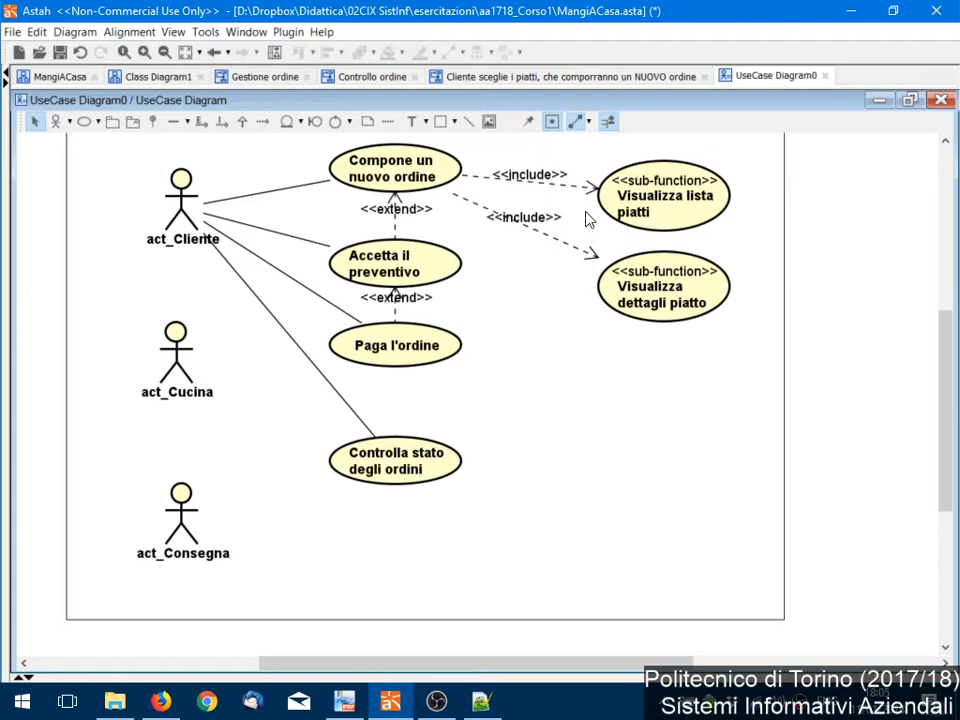 Astah <<Non-Commercial Use Only>> - [D:\Dropbox\Didattica\02CIX SistInf\esercitazioni\aa1718_Corso1\MangiACasa.asta] (*)
File Edit Diagram Alignment View Tools Window Plugin Help
MangiACasa Class Diagram1 Gestione ordine Controllo ordine Cliente sceglie i piatti, che comporranno un NUOVO ordine UseCase Diagram0
UseCase Diagram0 / UseCase Diagram
Compone un
nuovo ordine
<<include>>
<<sub-function>>
Visualizza lista
piatti
<<extend>>
<<include>>
act_Cliente
Accetta il
preventivo
<<sub-function>>
Visualizza
dettagli piatto
<<extend>>
Paga l'ordine
act_Cucina
Controlla stato
degli ordini
act_Consegna
Politecnico di Torino (2017/18)
18:05
Sistemi Informativi Aziendali